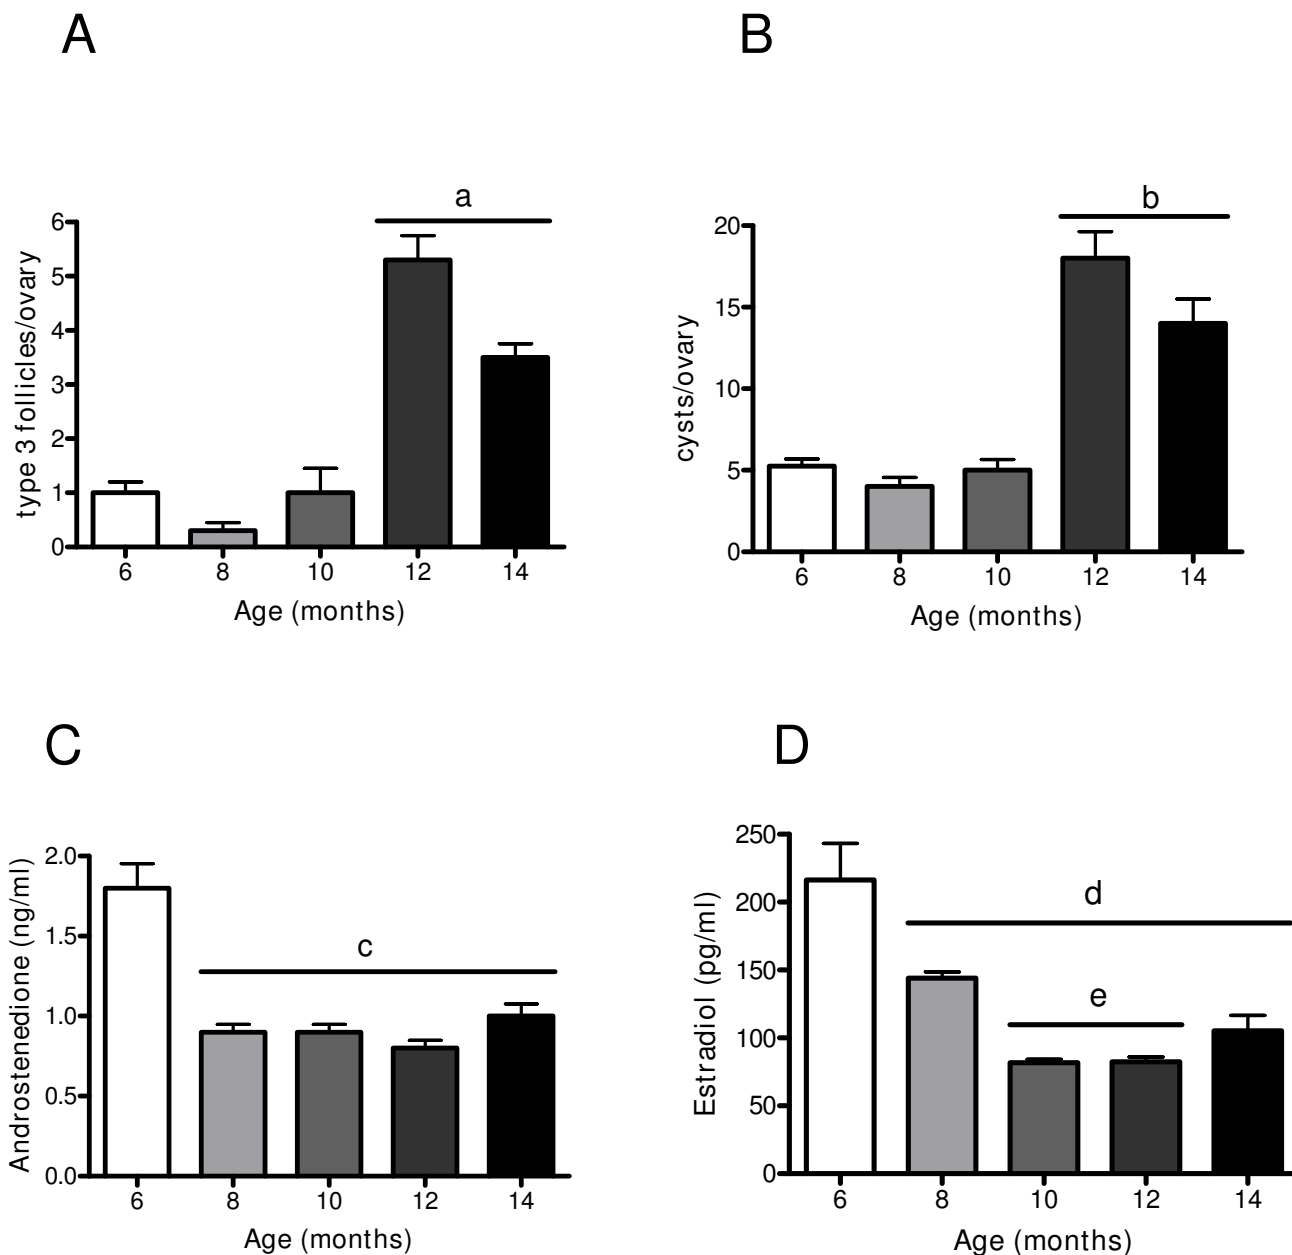 A
a
type 3 follicles/ovary
6
5
4
3
2
1
0
6 8 10 12 14
Age (months)
B
b
cysts/ovary
20
15
10
5
0
6 8 10 12 14
Age (months)
C
c
Androstenedione (ng/ml)
2.0
1.5
1.0
0.5
0.0
6 8 10 12 14
Age (months)
D
d
e
Estradiol (pg/ml)
250
200
150
100
50
0
6 8 10 12 14
Age (months)